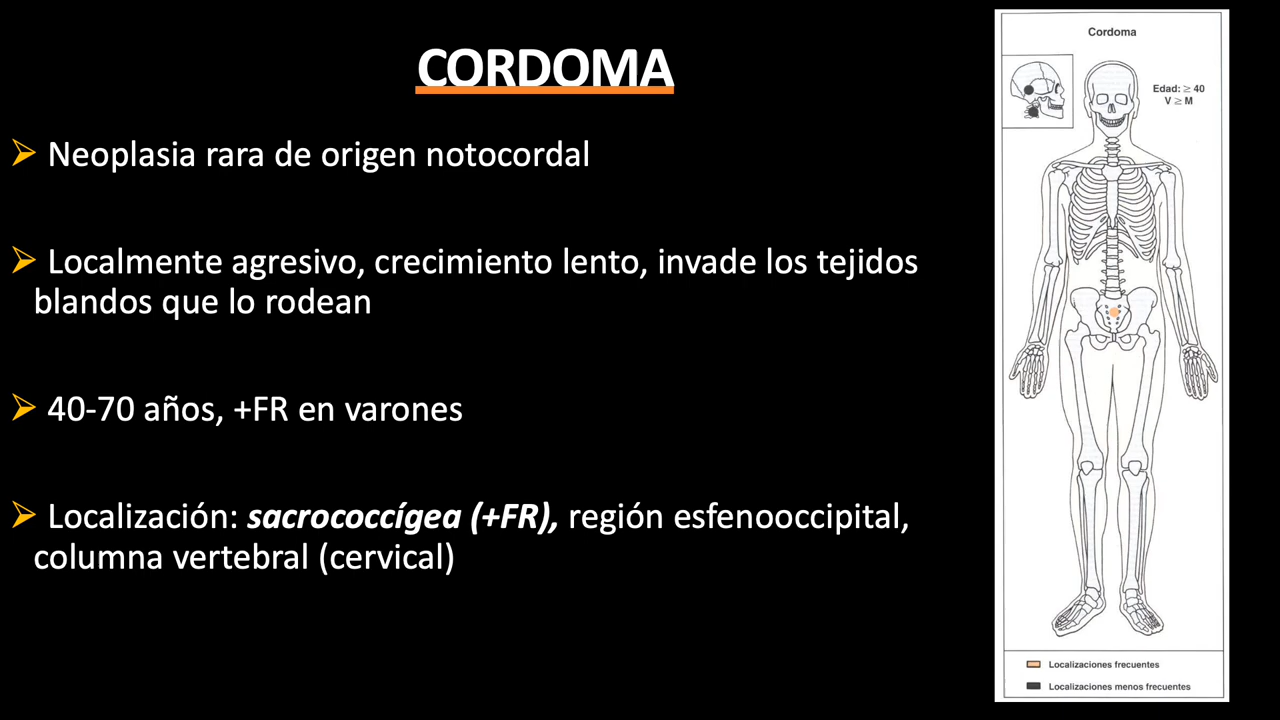 CORDOMA
Neoplasia rara de origen notocordal
Localmente agresivo, crecimiento lento, invade los tejidos
blandos que lo rodean
40-70 años, +FR en varones
Localización: sacrococcígea (+FR), región esfenooccipital,
columna vertebral (cervical)
Cordoma
Edad: ≥ 40
V ≥ M
Localizaciones frecuentes
Localizaciones menos frecuentes